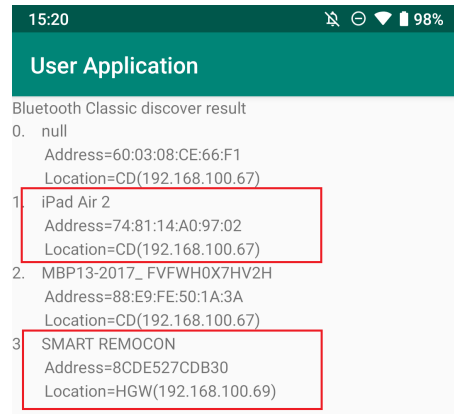 15:20 98%
User Application
Bluetooth Classic discover result
0. null
Address=60:03:08:CE:66:F1
Location=CD(192.168.100.67)
1. iPad Air 2
Address=74:81:14:A0:97:02
Location=CD(192.168.100.67)
2. MBP13-2017_ FVFWH0X7HV2H
Address=88:E9:FE:50:1A:3A
Location=CD(192.168.100.67)
3 SMART REMOCON
Address=8CDE527CDB30
Location=HGW(192.168.100.69)